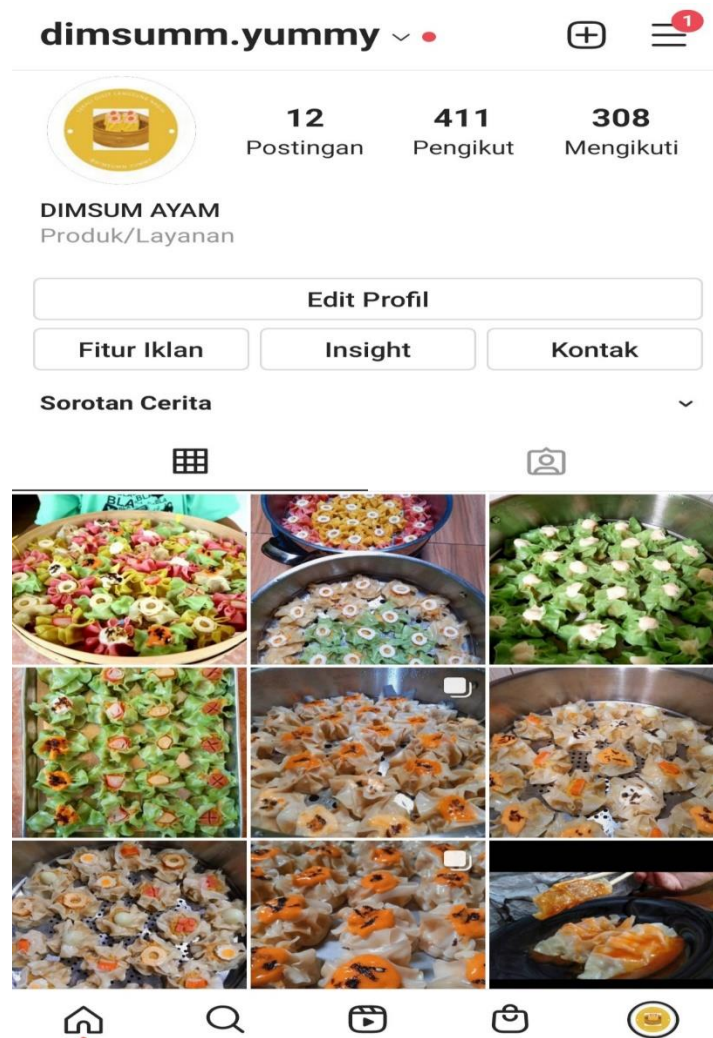 dimsumm.yummy
1
12 411 308
Postingan Pengikut Mengikuti
DIMSUM AYAM
Produk/Layanan
Edit Profil
Fitur Iklan Insight Kontak
Sorotan Cerita
BLA